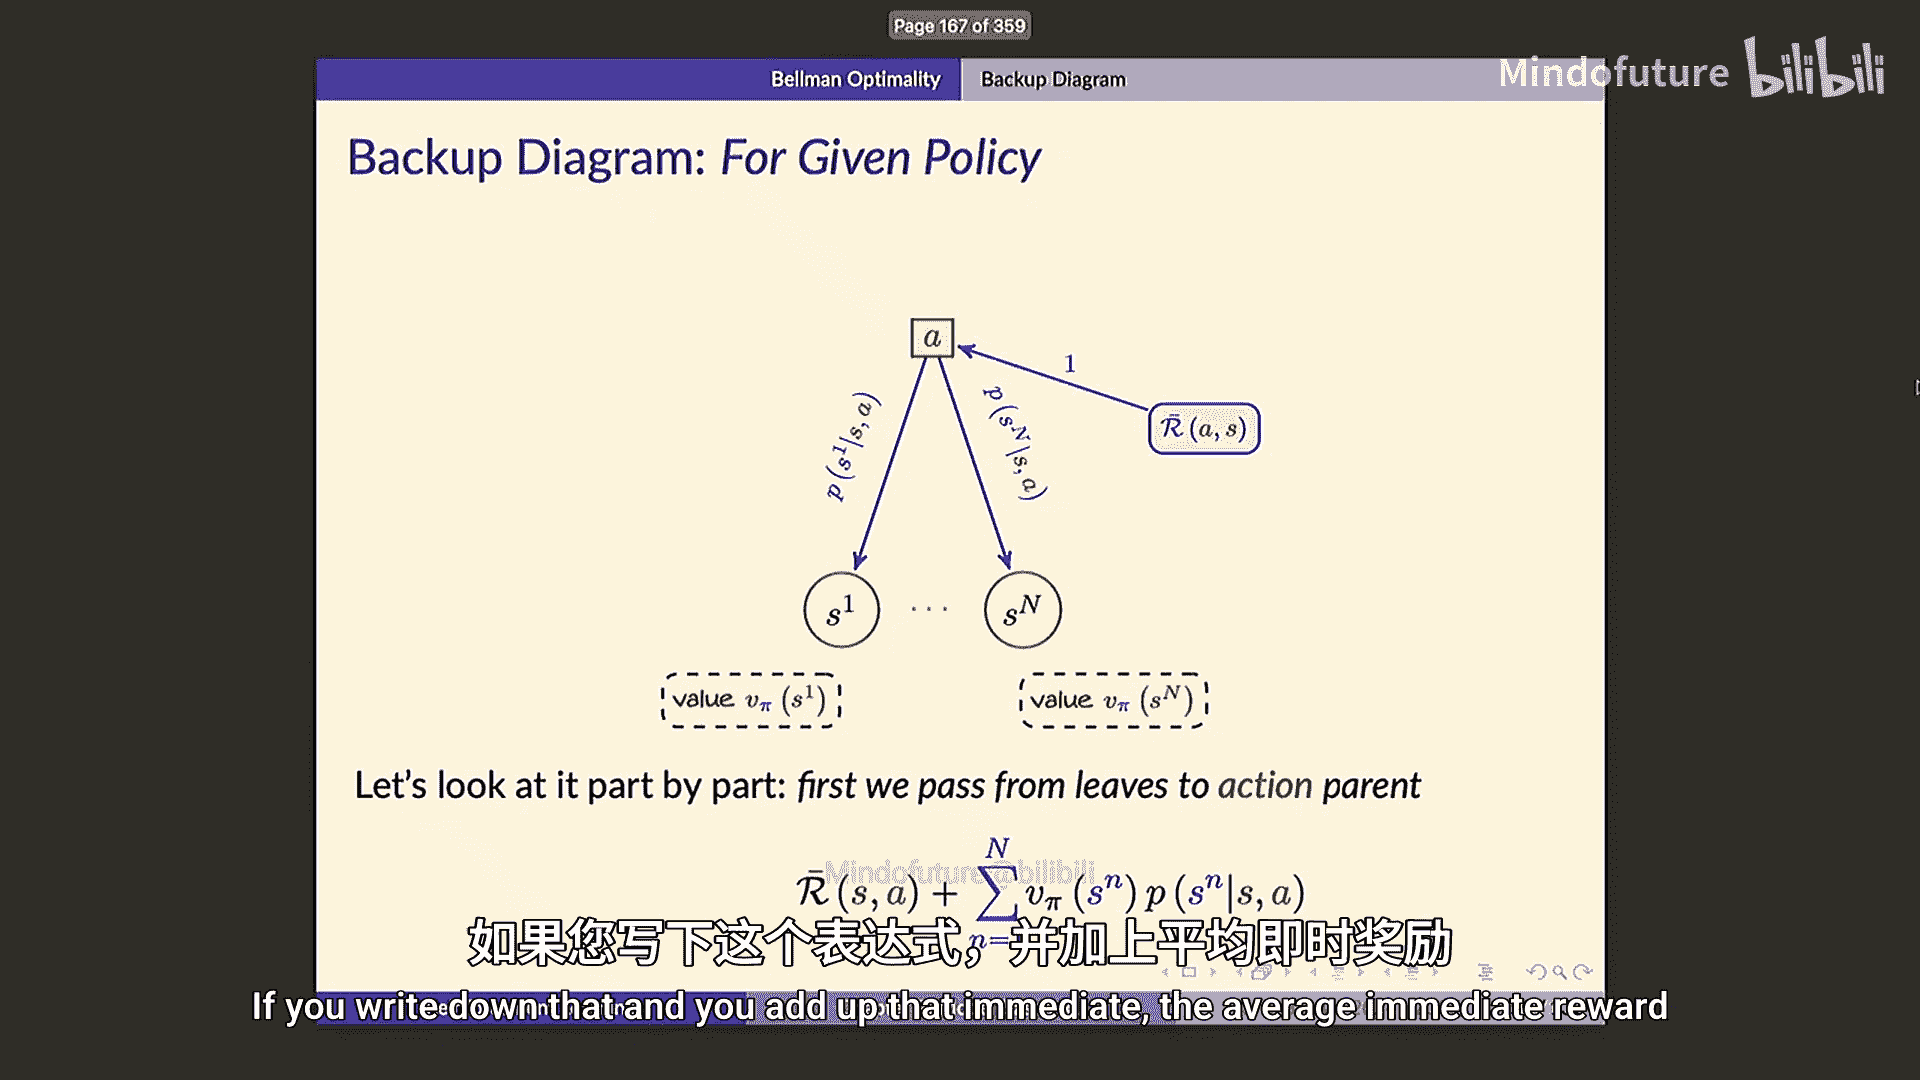 Page 167 of 359
Mindofuture bilibili
Bellman Optimality Backup Diagram
Backup Diagram: For Given Policy
a
1
p (s¹|s, a)
p (s^N|s, a)
R̄ (a, s)
s¹ ··· s^N
value v_π (s¹)
value v_π (s^N)
Let's look at it part by part: first we pass from leaves to action parent
Mindofuture@bilibili
R̄ (s, a) + ∑_{n=}^{N} v_π (sⁿ) p (sⁿ|s, a)
如果您写下这个表达式，并加上平均即时奖励
If you write down that and you add up that immediate, the average immediate reward